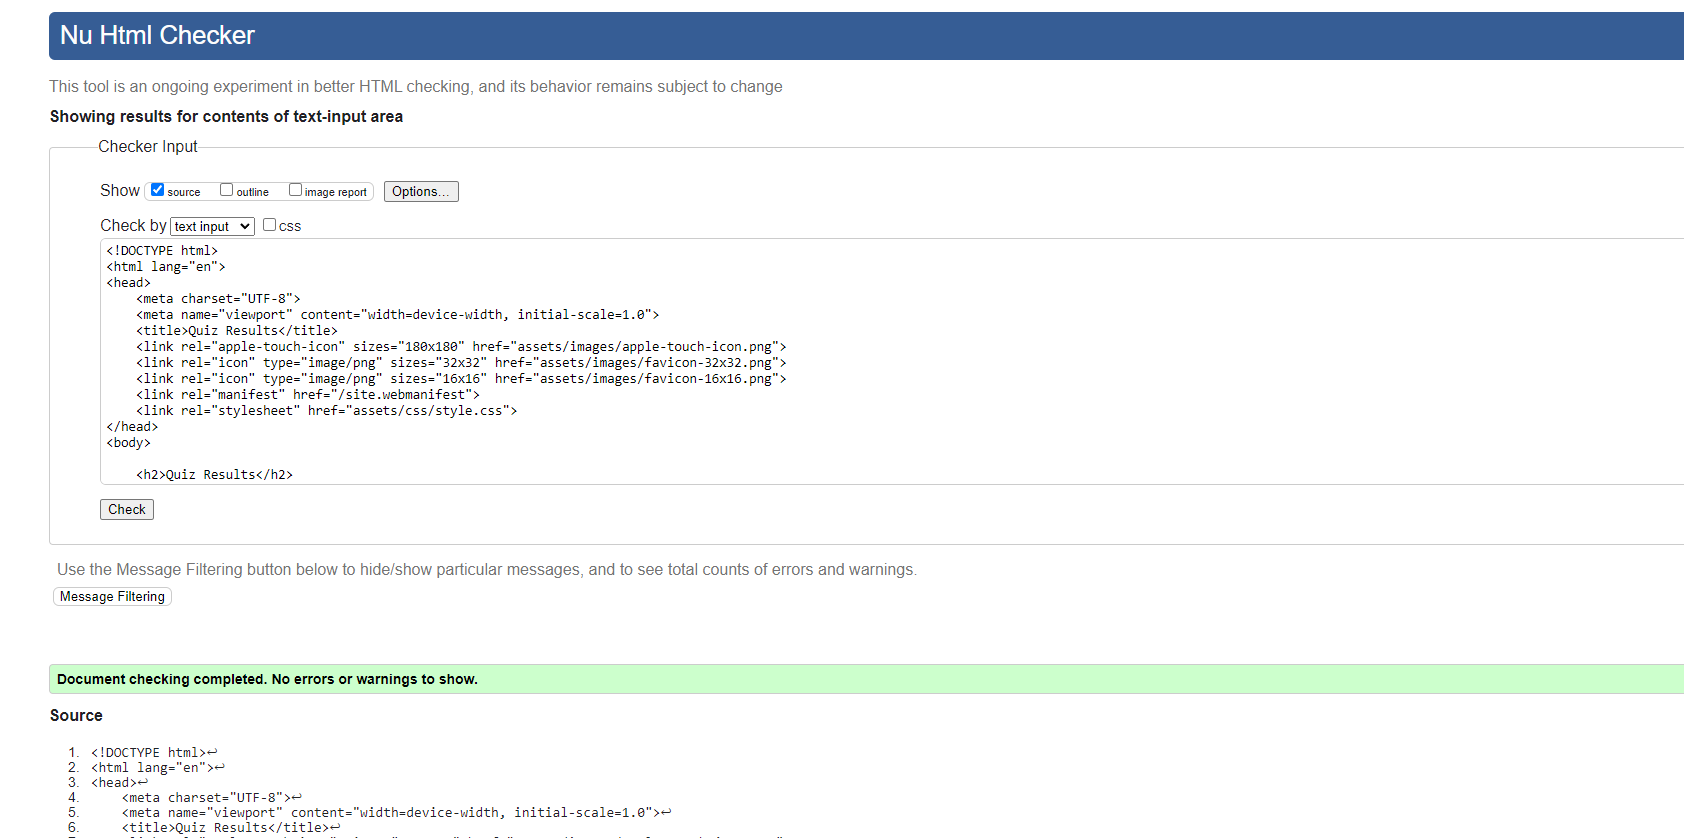 Nu Html Checker
This tool is an ongoing experiment in better HTML checking, and its behavior remains subject to change
Showing results for contents of text-input area
Checker Input
Show source outline image report Options...
Check by text input css
<!DOCTYPE html>
<html lang="en">
<head>
    <meta charset="UTF-8">
    <meta name="viewport" content="width=device-width, initial-scale=1.0">
    <title>Quiz Results</title>
    <link rel="apple-touch-icon" sizes="180x180" href="assets/images/apple-touch-icon.png">
    <link rel="icon" type="image/png" sizes="32x32" href="assets/images/favicon-32x32.png">
    <link rel="icon" type="image/png" sizes="16x16" href="assets/images/favicon-16x16.png">
    <link rel="manifest" href="/site.webmanifest">
    <link rel="stylesheet" href="assets/css/style.css">
</head>
<body>
    <h2>Quiz Results</h2>
Check
Use the Message Filtering button below to hide/show particular messages, and to see total counts of errors and warnings.
Message Filtering
Document checking completed. No errors or warnings to show.
Source
1. <!DOCTYPE html>↩
2. <html lang="en">↩
3. <head>↩
4.     <meta charset="UTF-8">↩
5.     <meta name="viewport" content="width=device-width, initial-scale=1.0">↩
6.     <title>Quiz Results</title>↩